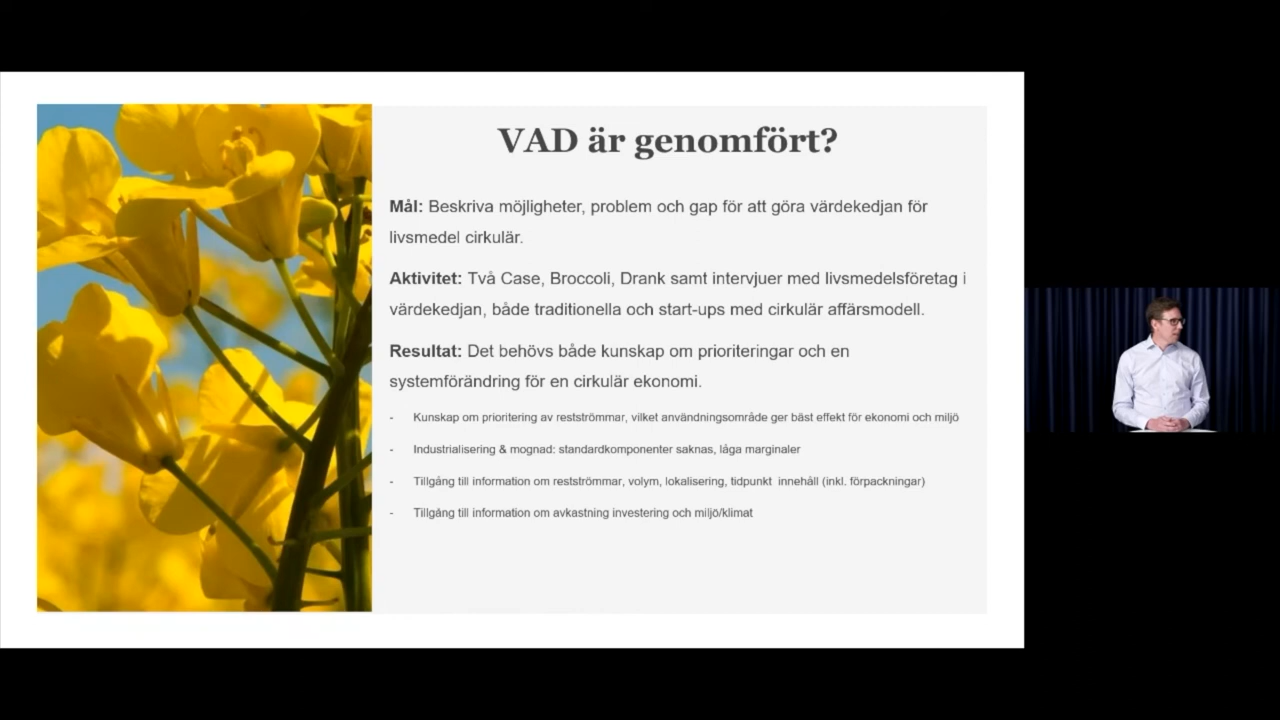 VAD är genomfört?
Mål: Beskriva möjligheter, problem och gap för att göra värdekedjan för
livsmedel cirkulär.
Aktivitet: Två Case, Broccoli, Drank samt intervjuer med livsmedelsföretag i
värdekedjan, både traditionella och start-ups med cirkulär affärsmodell.
Resultat: Det behövs både kunskap om prioriteringar och en
systemförändring för en cirkulär ekonomi.
- Kunskap om prioritering av restströmmar, vilket användningsområde ger bäst effekt för ekonomi och miljö
- Industrialisering & mognad: standardkomponenter saknas, låga marginaler
- Tillgång till information om restströmmar, volym, lokalisering, tidpunkt innehåll (inkl. förpackningar)
- Tillgång till information om avkastning investering och miljö/klimat